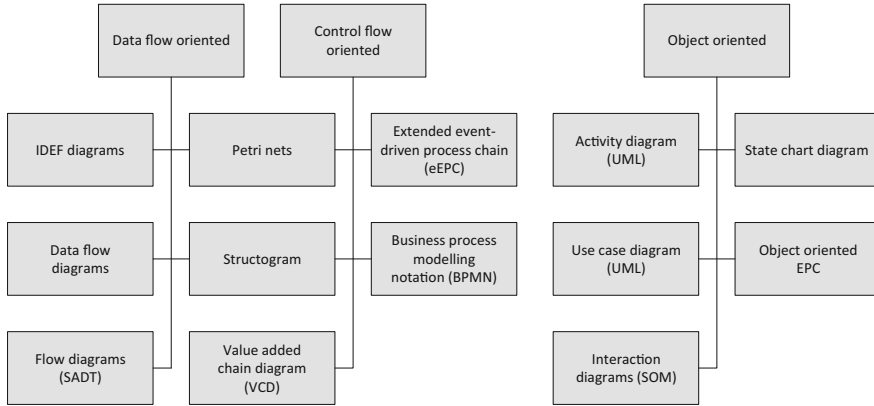 Data flow oriented
Control flow
oriented
Object oriented
IDEF diagrams
Petri nets
Extended event-
driven process chain
(eEPC)
Activity diagram
(UML)
State chart diagram
Data flow
diagrams
Structogram
Business process
modelling
notation (BPMN)
Use case diagram
(UML)
Object oriented
EPC
Flow diagrams
(SADT)
Value added
chain diagram
(VCD)
Interaction
diagrams (SOM)